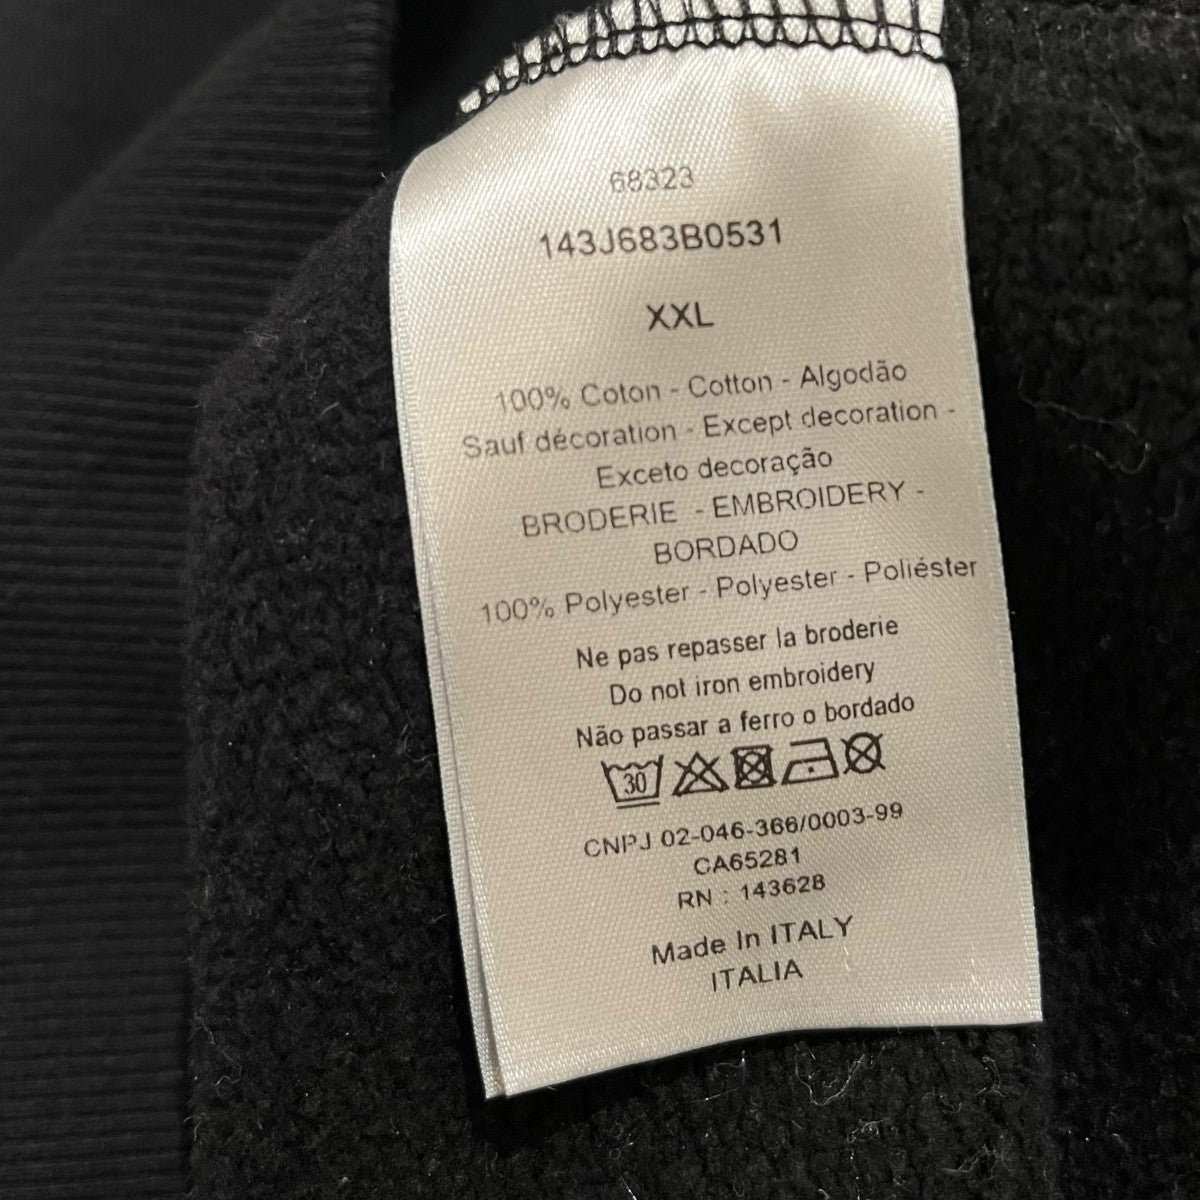 68323
143J683B0531
XXL
100% Coton - Cotton - Algodão
Sauf décoration - Except decoration -
Exceto decoração
BRODERIE - EMBROIDERY -
BORDADO
100% Polyester - Polyester - Poliéster
Ne pas repasser la broderie
Do not iron embroidery
Não passar a ferro o bordado
30
CNPJ 02-046-366/0003-99
CA65281
RN : 143628
Made In ITALY
ITALIA